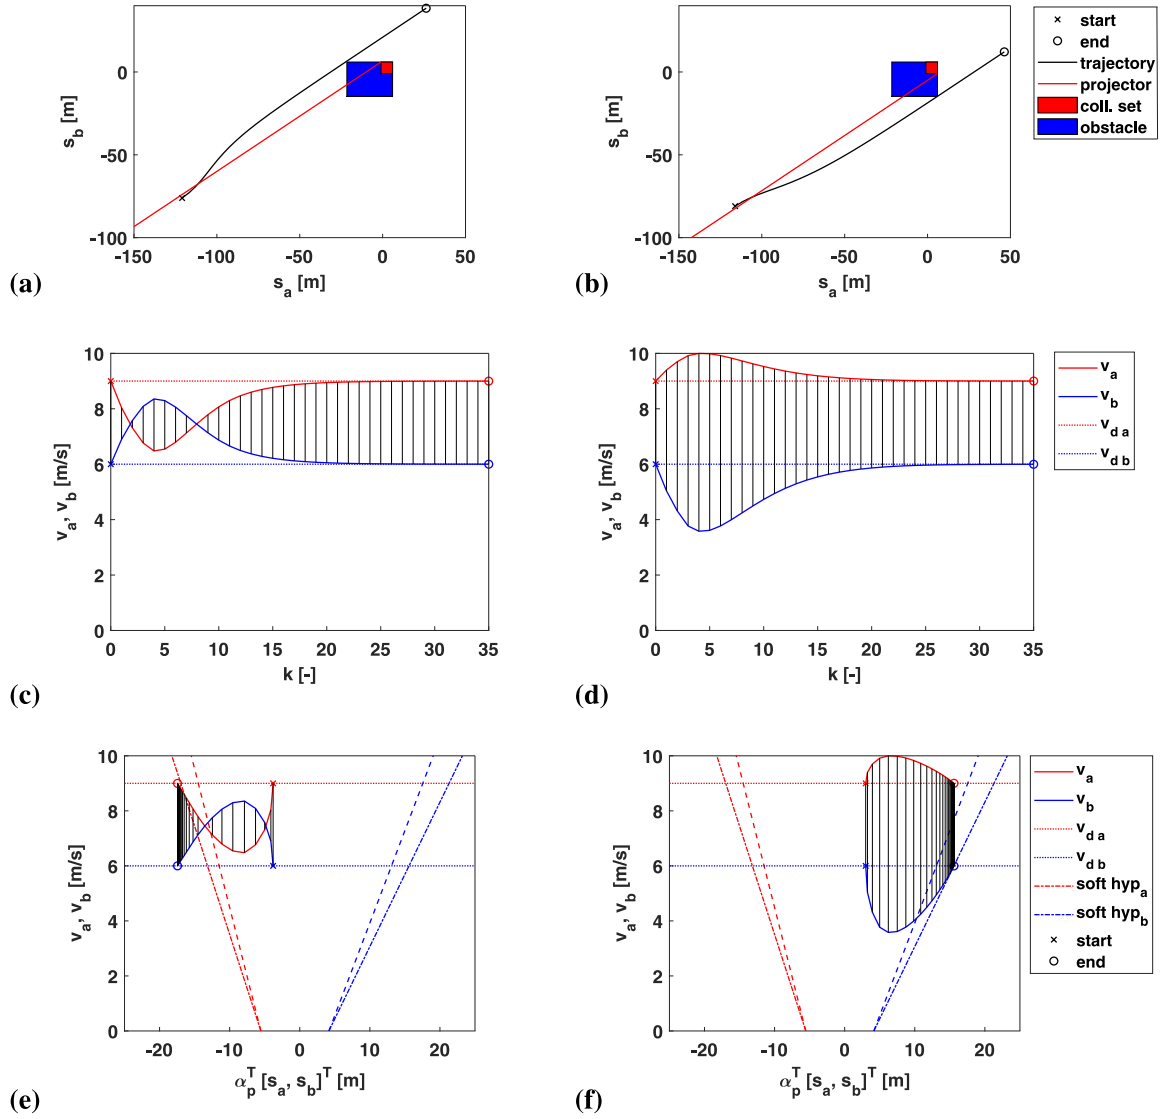 0
-50
-100
-150
-100
-50
0
50
s_b [m]
s_a [m]
(a)
0
-50
-100
-150
-100
-50
0
50
s_b [m]
s_a [m]
(b)
start
end
trajectory
projector
coll. set
obstacle
10
8
6
4
2
0
0
5
10
15
20
25
30
35
v_a, v_b [m/s]
k [-]
(c)
10
8
6
4
2
0
0
5
10
15
20
25
30
35
v_a, v_b [m/s]
k [-]
(d)
v_a
v_b
v_d a
v_d b
10
8
6
4
2
0
-20
-10
0
10
20
v_a, v_b [m/s]
α_p^T [s_a, s_b]^T [m]
(e)
10
8
6
4
2
0
-20
-10
0
10
20
v_a, v_b [m/s]
α_p^T [s_a, s_b]^T [m]
(f)
v_a
v_b
v_d a
v_d b
soft hyp_a
soft hyp_b
start
end